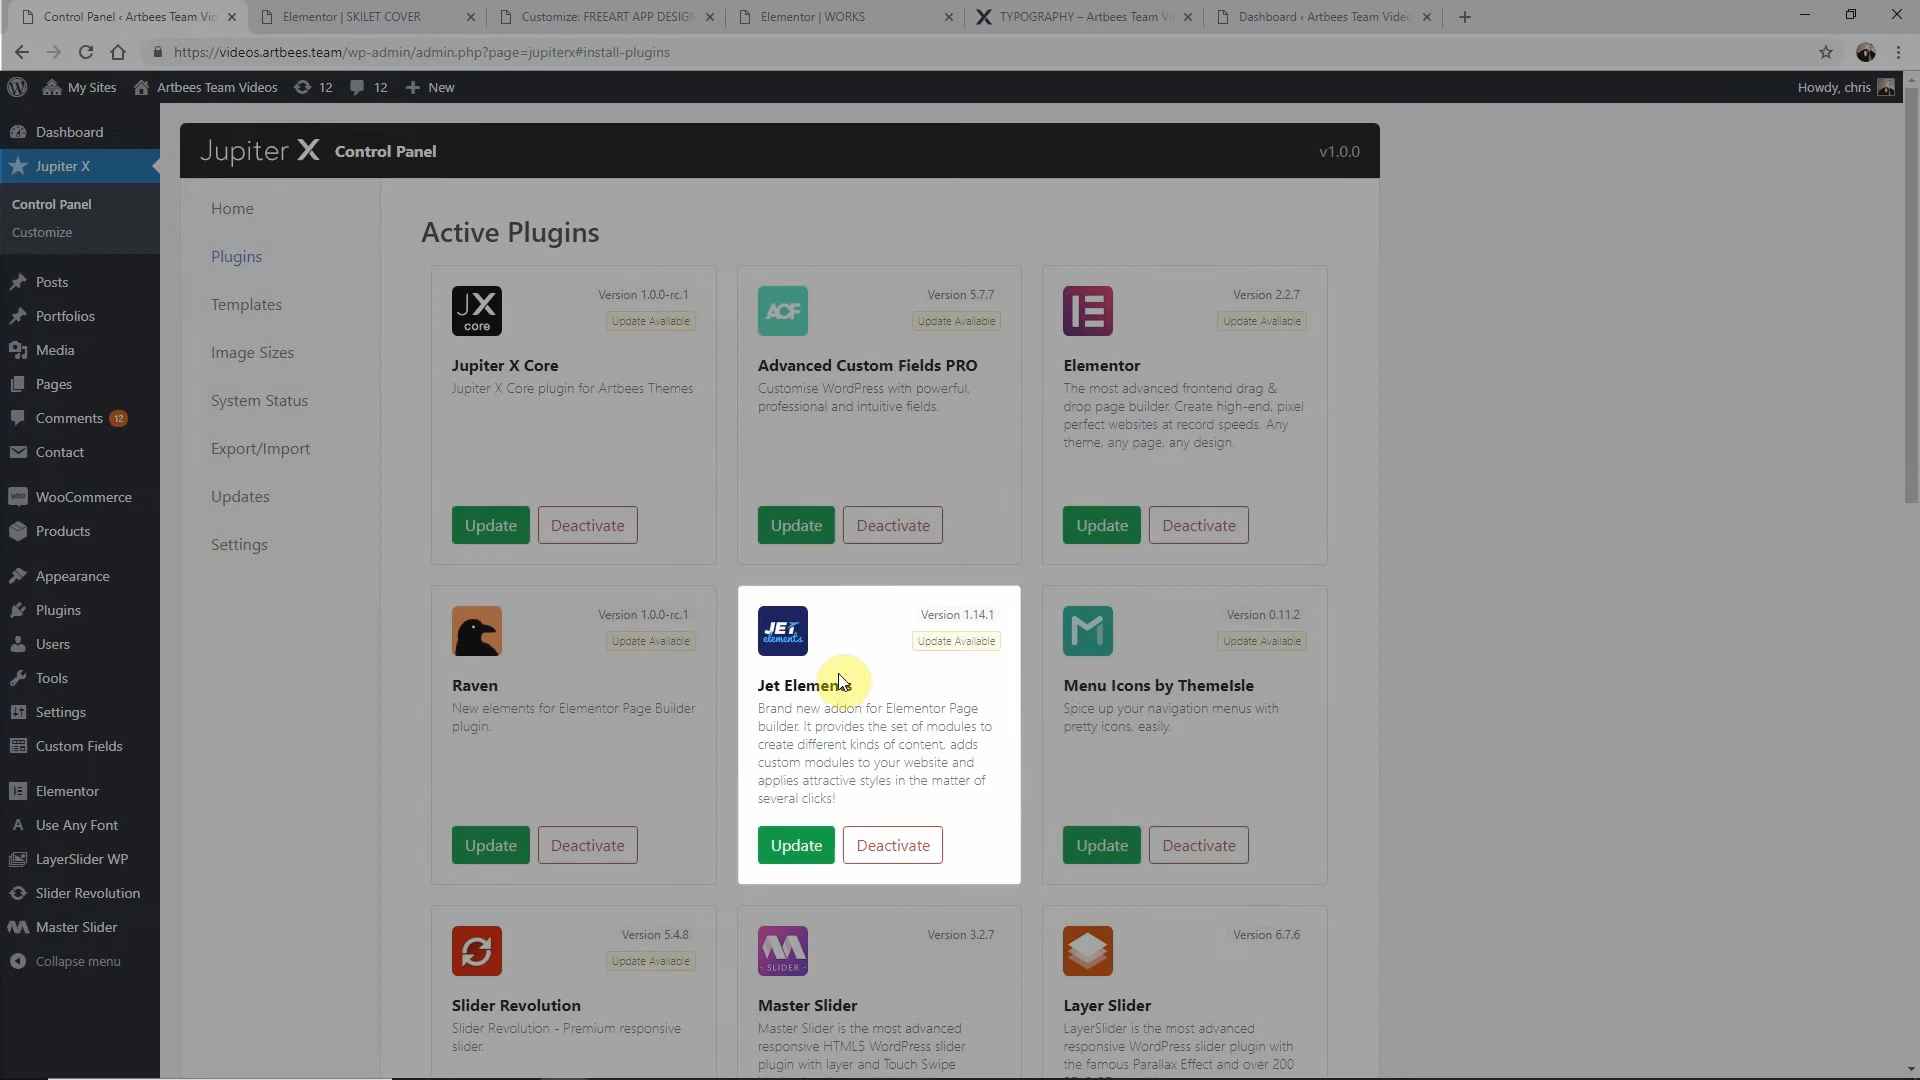 Control Panel ‹ Artbees Team Vid
Elementor | SKILET COVER
Customize: FREEART APP DESIGN
Elementor | WORKS
TYPOGRAPHY – Artbees Team Vi
Dashboard ‹ Artbees Team Video
https://videos.artbees.team/wp-admin/admin.php?page=jupiterx#install-plugins
My Sites
Artbees Team Videos
12
12
New
Howdy, chris
Dashboard
Jupiter X
Control Panel
Customize
Posts
Portfolios
Media
Pages
Comments 12
Contact
WooCommerce
Products
Appearance
Plugins
Users
Tools
Settings
Custom Fields
Elementor
Use Any Font
LayerSlider WP
Slider Revolution
Master Slider
Collapse menu
Jupiter X Control Panel
v1.0.0
Home
Plugins
Templates
Image Sizes
System Status
Export/Import
Updates
Settings
Active Plugins
JX
core
Version 1.0.0-rc.1
Update Available
Jupiter X Core
Jupiter X Core plugin for Artbees Themes
Update
Deactivate
ACF
Version 5.7.7
Update Available
Advanced Custom Fields PRO
Customise WordPress with powerful,
professional and intuitive fields.
Update
Deactivate
Version 2.2.7
Update Available
Elementor
The most advanced frontend drag &
drop page builder. Create high-end, pixel
perfect websites at record speeds. Any
theme, any page, any design.
Update
Deactivate
Version 1.0.0-rc.1
Update Available
Raven
New elements for Elementor Page Builder
plugin.
Update
Deactivate
JET
elements
Version 1.14.1
Update Available
Jet Elements
Brand new addon for Elementor Page
builder. It provides the set of modules to
create different kinds of content, adds
custom modules to your website and
applies attractive styles in the matter of
several clicks!
Update
Deactivate
Version 0.11.2
Update Available
Menu Icons by ThemeIsle
Spice up your navigation menus with
pretty icons, easily.
Update
Deactivate
Version 5.4.8
Update Available
Slider Revolution
Slider Revolution - Premium responsive
slider.
SLIDER
Version 3.2.7
Master Slider
Master Slider is the most advanced
responsive HTML5 WordPress slider
plugin with layer and Touch Swipe
Version 6.7.6
Layer Slider
LayerSlider is the most advanced
responsive WordPress slider plugin with
the famous Parallax Effect and over 200